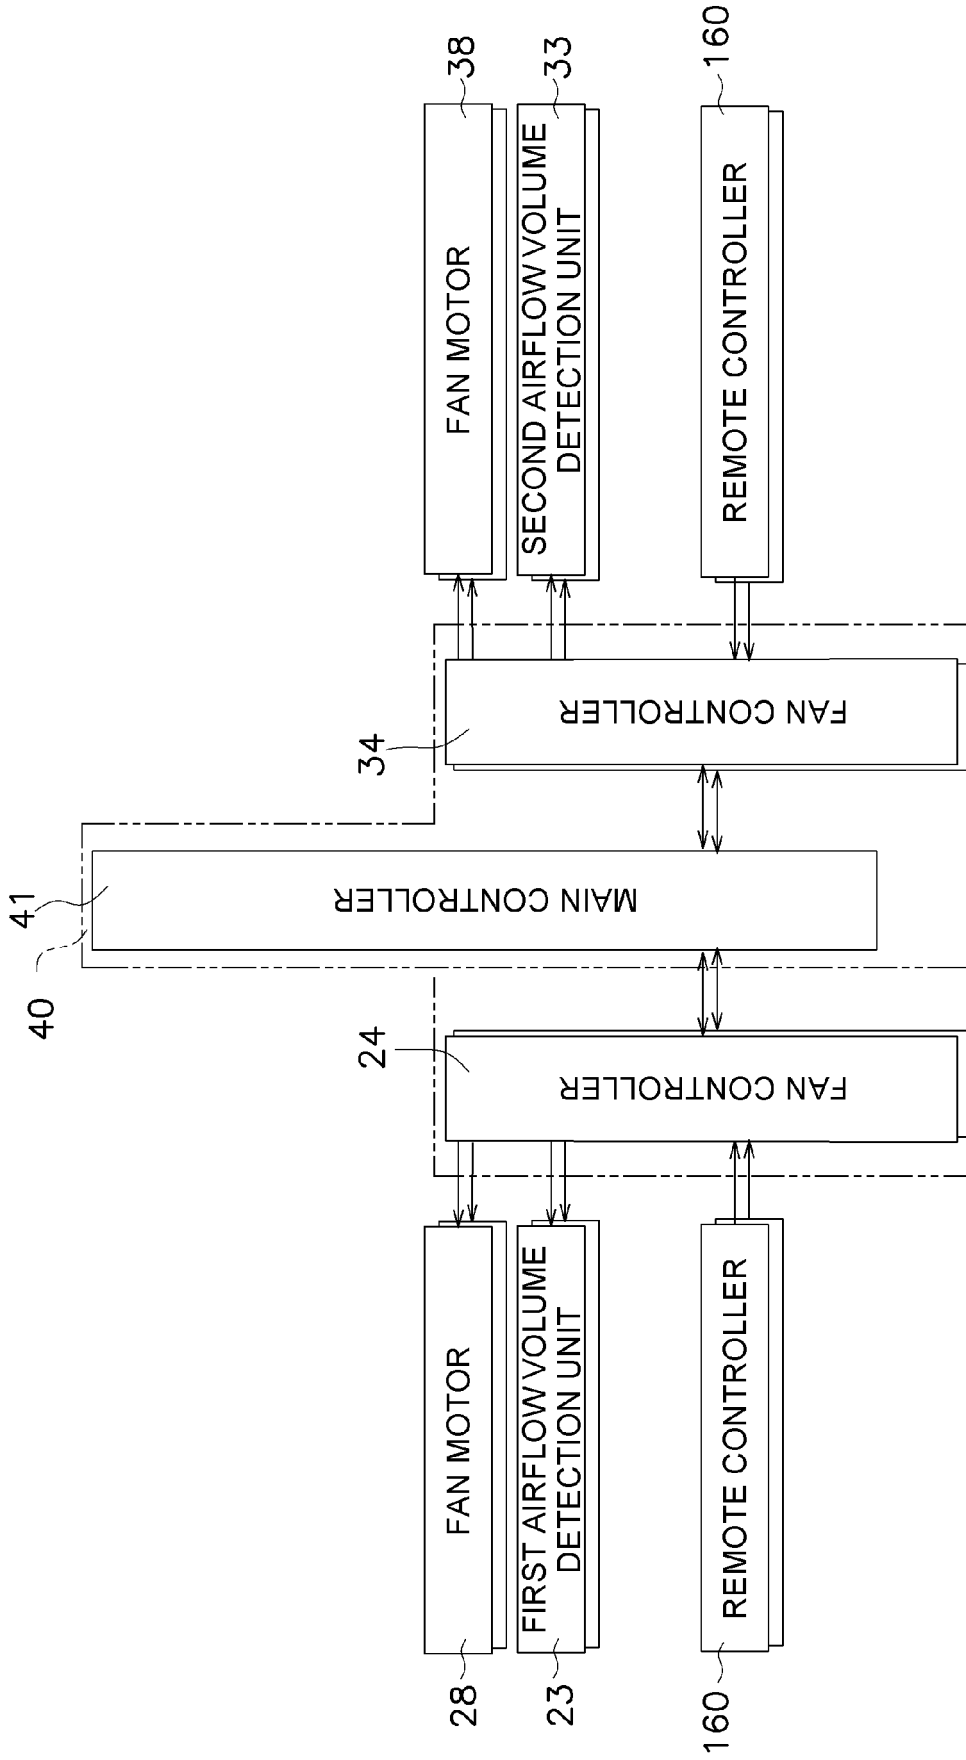 40
41
28
FAN MOTOR
23
FIRST AIRFLOW VOLUME
DETECTION UNIT
160
REMOTE CONTROLLER
24
FAN CONTROLLER
MAIN CONTROLLER
34
FAN CONTROLLER
FAN MOTOR
38
SECOND AIRFLOW VOLUME
DETECTION UNIT
33
REMOTE CONTROLLER
160